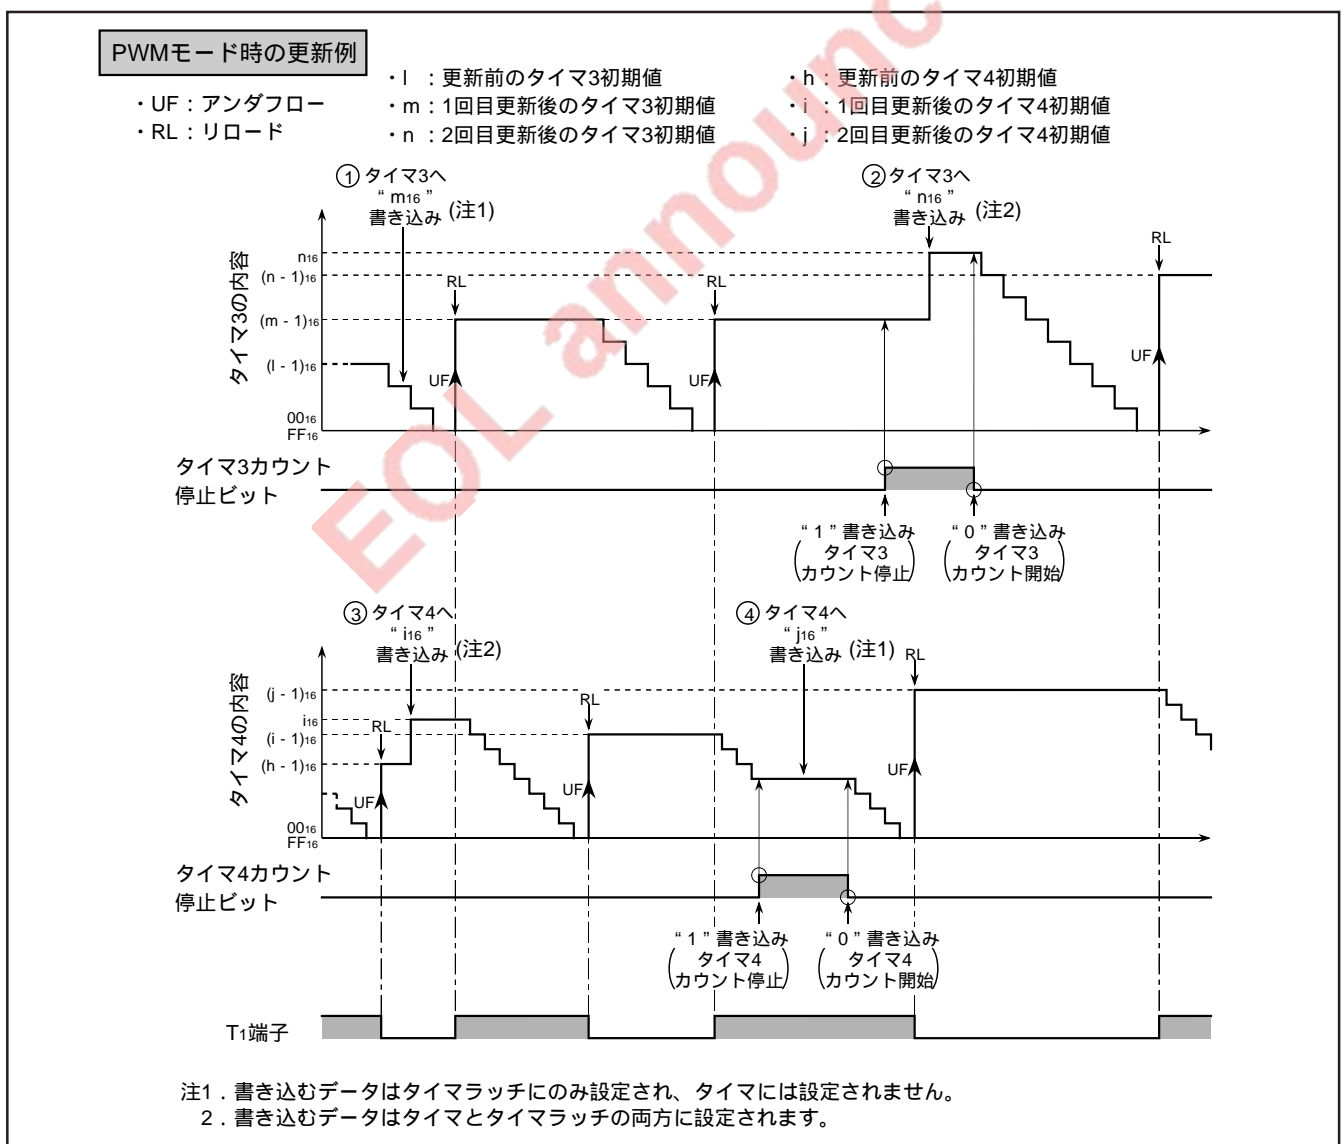 PWMモード時の更新例
・UF：アンダフロー
・RL：リロード
・l ：更新前のタイマ3初期値
・m：1回目更新後のタイマ3初期値
・n ：2回目更新後のタイマ3初期値
・h：更新前のタイマ4初期値
・i ：1回目更新後のタイマ4初期値
・j ：2回目更新後のタイマ4初期値
EOL announc
① タイマ3へ
“ m16 ”
書き込み (注1)
② タイマ3へ
“ n16 ”
書き込み (注2)
タイマ3の内容
n16
(n - 1)16
(m - 1)16
(l - 1)16
0016
FF16
UF
RL
UF
RL
UF
RL
タイマ3カウント
停止ビット
“ 1 ” 書き込み
(タイマ3
カウント停止)
“ 0 ” 書き込み
(タイマ3
カウント開始)
③ タイマ4へ
“ i16 ”
書き込み (注2)
④ タイマ4へ
“ j16 ”
書き込み (注1)
タイマ4の内容
(j - 1)16
i16
(i - 1)16
(h - 1)16
0016
FF16
UF
RL
UF
RL
UF
RL
タイマ4カウント
停止ビット
“ 1 ” 書き込み
(タイマ4
カウント停止)
“ 0 ” 書き込み
(タイマ4
カウント開始)
T1端子
注1．書き込むデータはタイマラッチにのみ設定され、タイマには設定されません。
2．書き込むデータはタイマとタイマラッチの両方に設定されます。